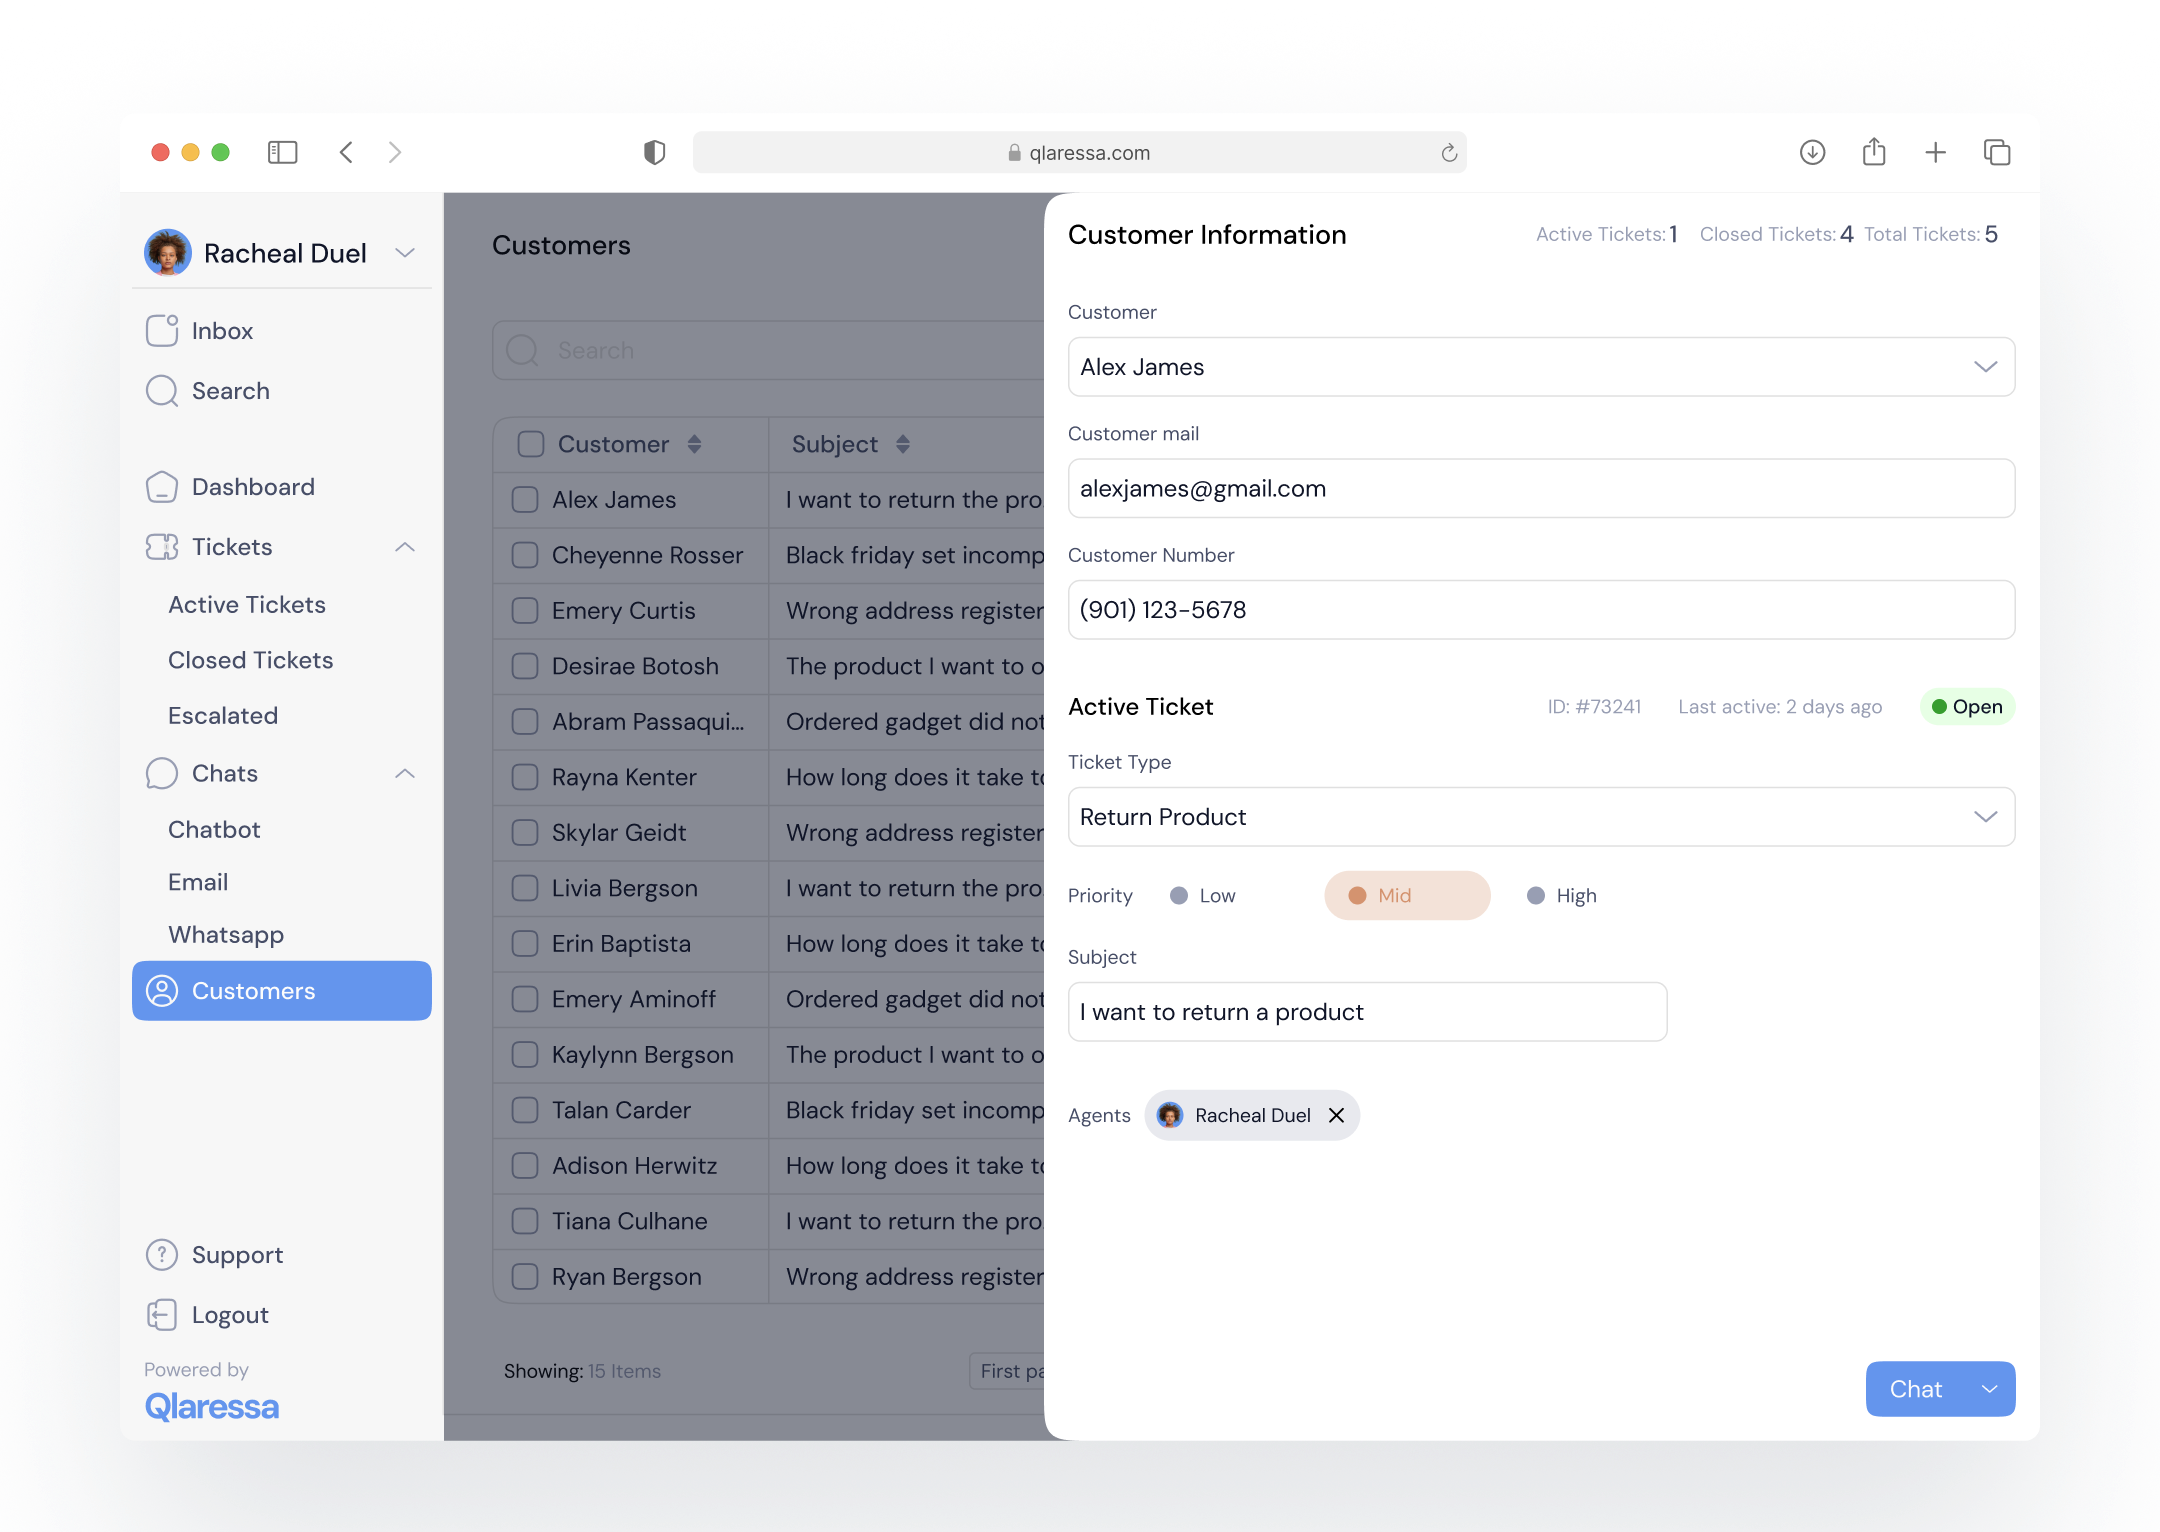 qlaressa.com
Racheal Duel
Inbox
Search
Dashboard
Tickets
Active Tickets
Closed Tickets
Escalated
Chats
Chatbot
Email
Whatsapp
Customers
Support
Logout
Powered by
Qlaressa
Customers
Search
Customer Subject
Alex James I want to return the pro.
Cheyenne Rosser Black friday set incomp
Emery Curtis Wrong address register
Desirae Botosh The product I want to o
Abram Passaqui... Ordered gadget did not
Rayna Kenter How long does it take to
Skylar Geidt Wrong address register
Livia Bergson I want to return the pro.
Erin Baptista How long does it take to
Emery Aminoff Ordered gadget did not
Kaylynn Bergson The product I want to o
Talan Carder Black friday set incomp
Adison Herwitz How long does it take to
Tiana Culhane I want to return the pro.
Ryan Bergson Wrong address register
Showing: 15 Items First pa
Customer Information Active Tickets: 1 Closed Tickets: 4 Total Tickets: 5
Customer
Alex James
Customer mail
alexjames@gmail.com
Customer Number
(901) 123-5678
Active Ticket ID: #73241 Last active: 2 days ago Open
Ticket Type
Return Product
Priority Low Mid High
Subject
I want to return a product
Agents Racheal Duel
Chat